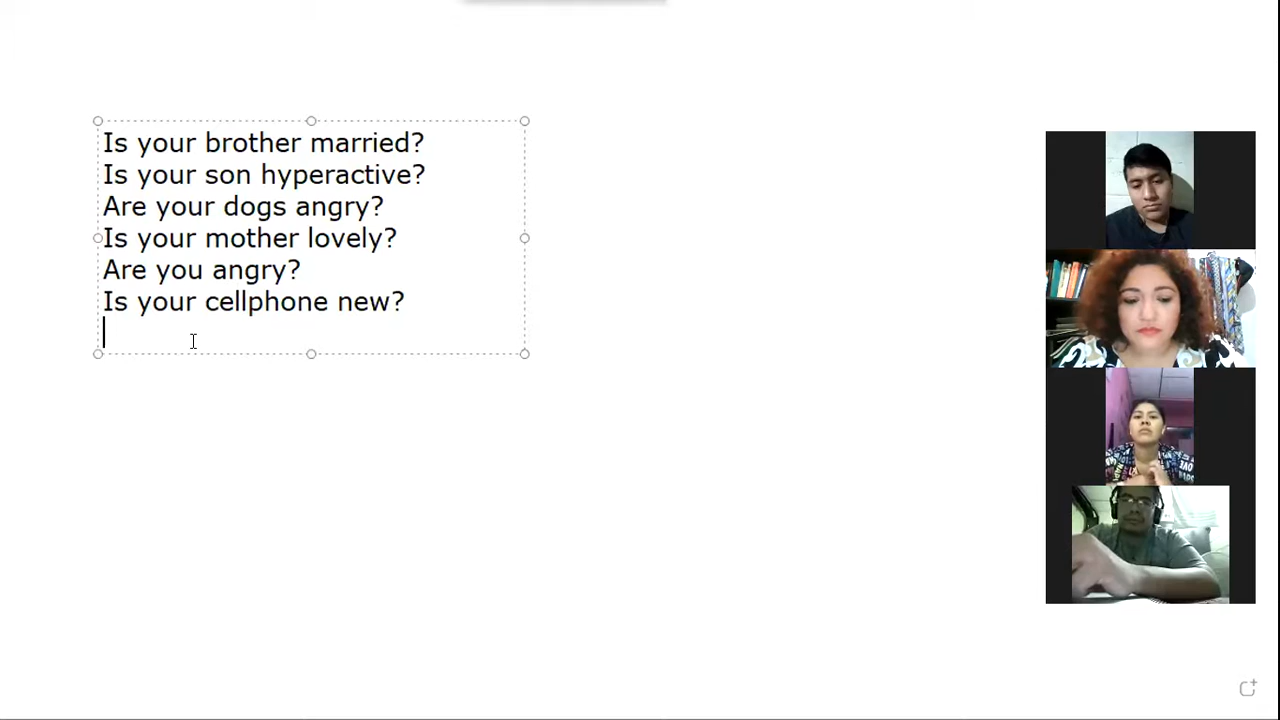 Is your brother married?
Is your son hyperactive?
Are your dogs angry?
Is your mother lovely?
Are you angry?
Is your cellphone new?